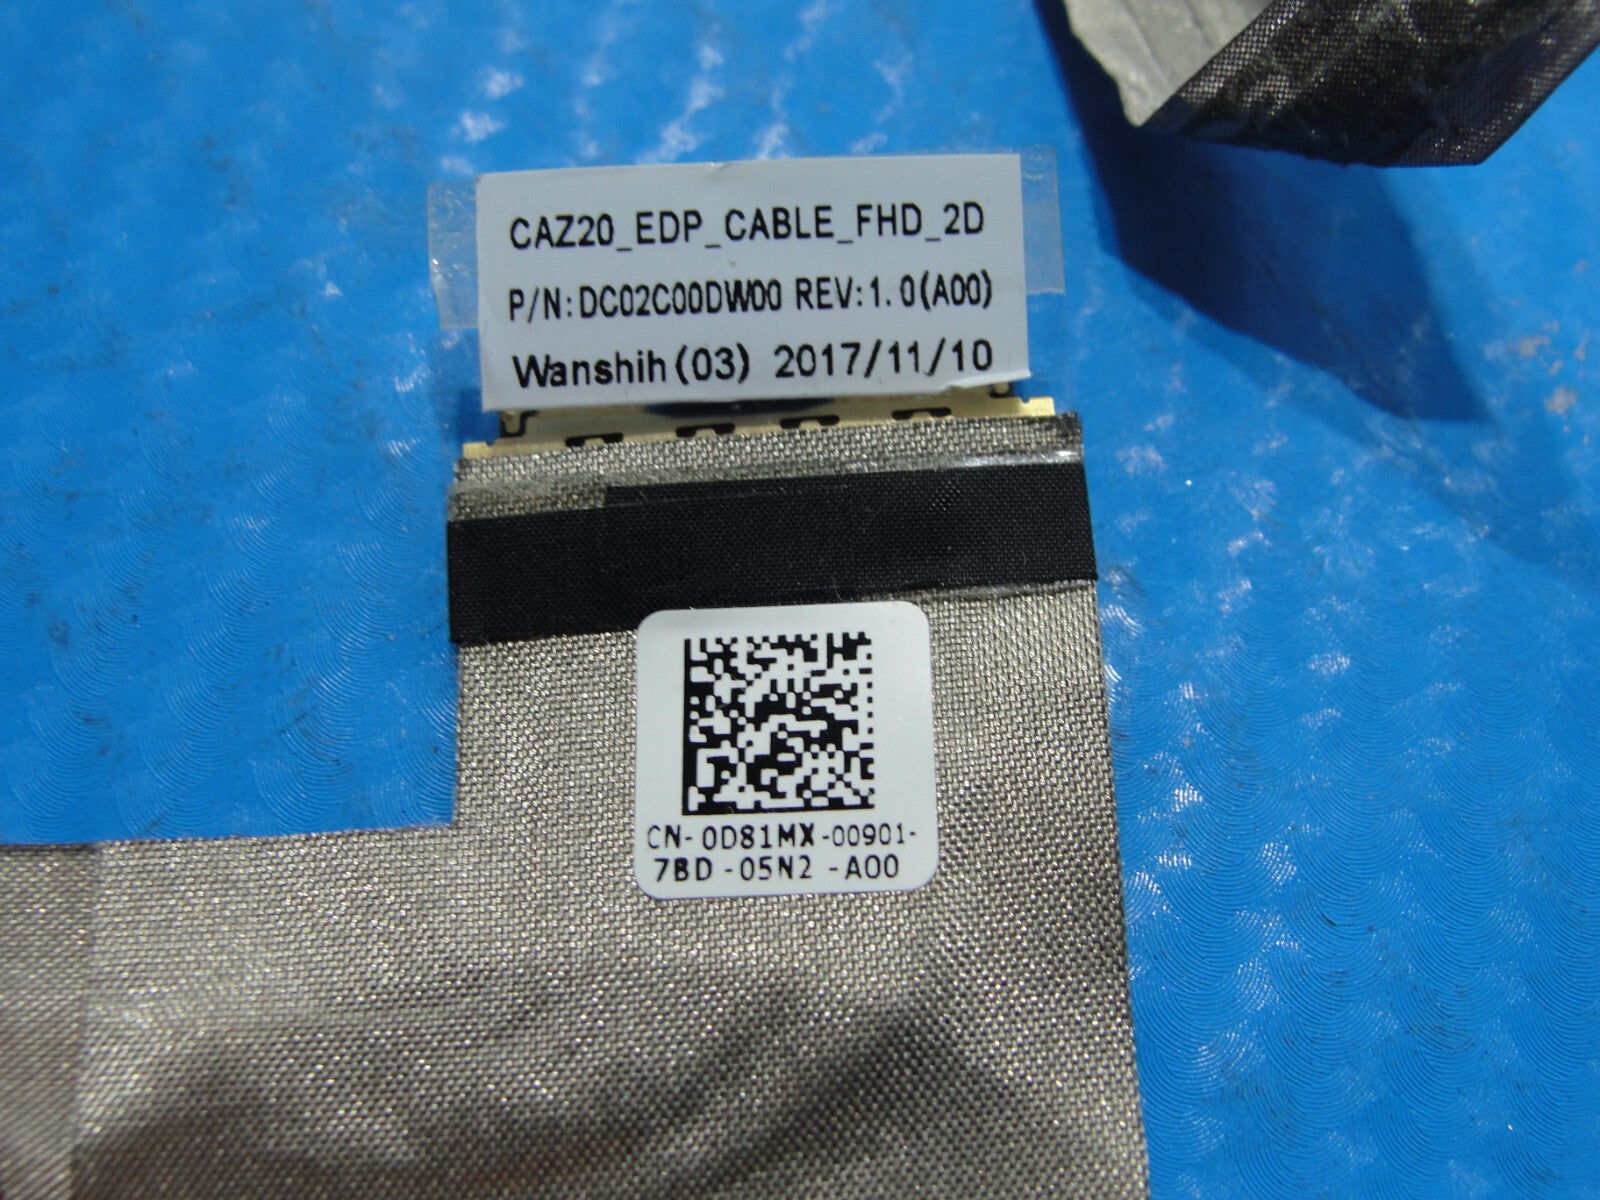 CAZ20_EDP_CABLE_FHD_2D
P/N:DC02C00DW00 REV:1.0(A00)
Wanshih(03) 2017/11/10
CN-0D81MX-00901-
7BD-05N2-A00